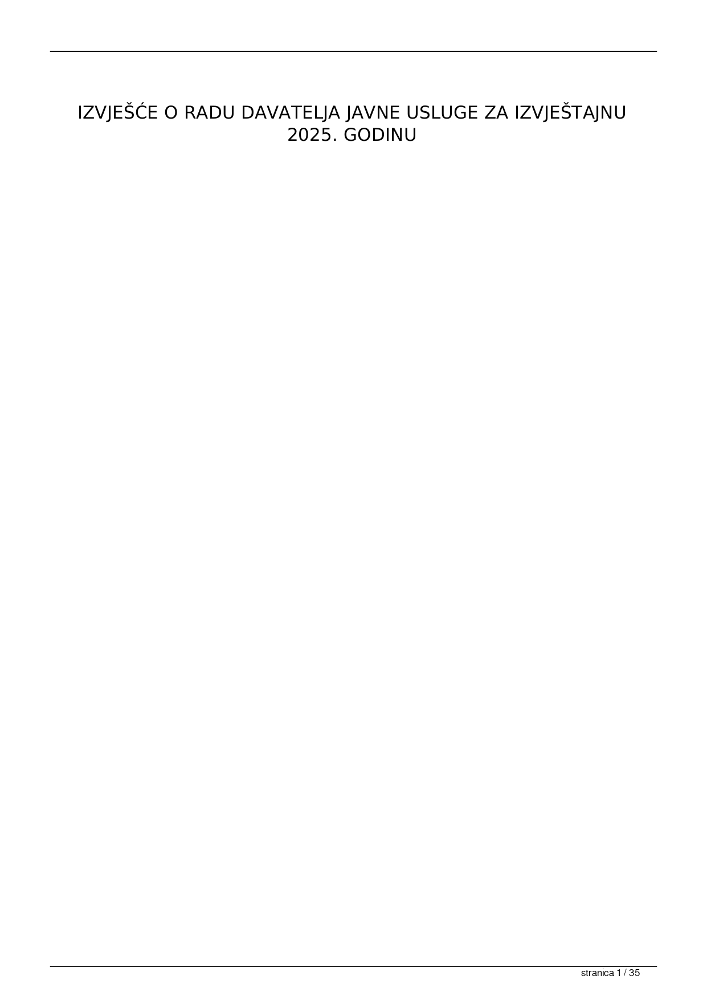 IZVJEŠĆE O RADU DAVATELJA JAVNE USLUGE ZA IZVJEŠTAJNU
2025. GODINU
stranica 1 / 35